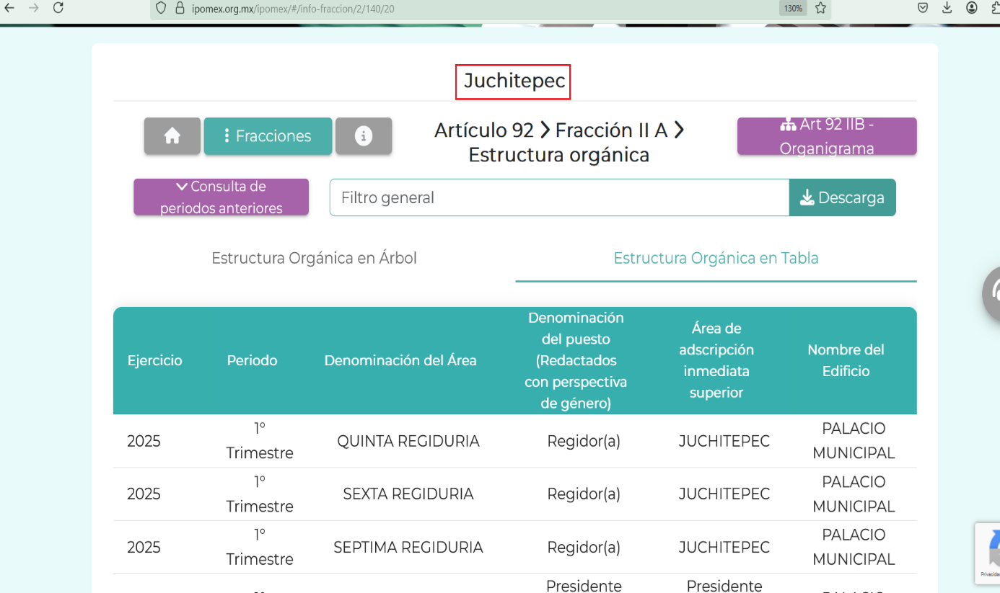 ipomex.org.mx/ipomex/#/info-fraccion/2/140/20
130%
Juchitepec
Fracciones
Artículo 92 > Fracción II A >
Estructura orgánica
Art 92 IIB -
Organigrama
Consulta de
periodos anteriores
Filtro general
Descarga
Estructura Orgánica en Árbol
Estructura Orgánica en Tabla
Ejercicio
Periodo
Denominación del Área
Denominación
del puesto
(Redactados
con perspectiva
de género)
Área de
adscripción
inmediata
superior
Nombre del
Edificio
2025
1°
Trimestre
QUINTA REGIDURIA
Regidor(a)
JUCHITEPEC
PALACIO
MUNICIPAL
2025
1°
Trimestre
SEXTA REGIDURIA
Regidor(a)
JUCHITEPEC
PALACIO
MUNICIPAL
2025
1°
Trimestre
SEPTIMA REGIDURIA
Regidor(a)
JUCHITEPEC
PALACIO
MUNICIPAL
Presidente
Presidente